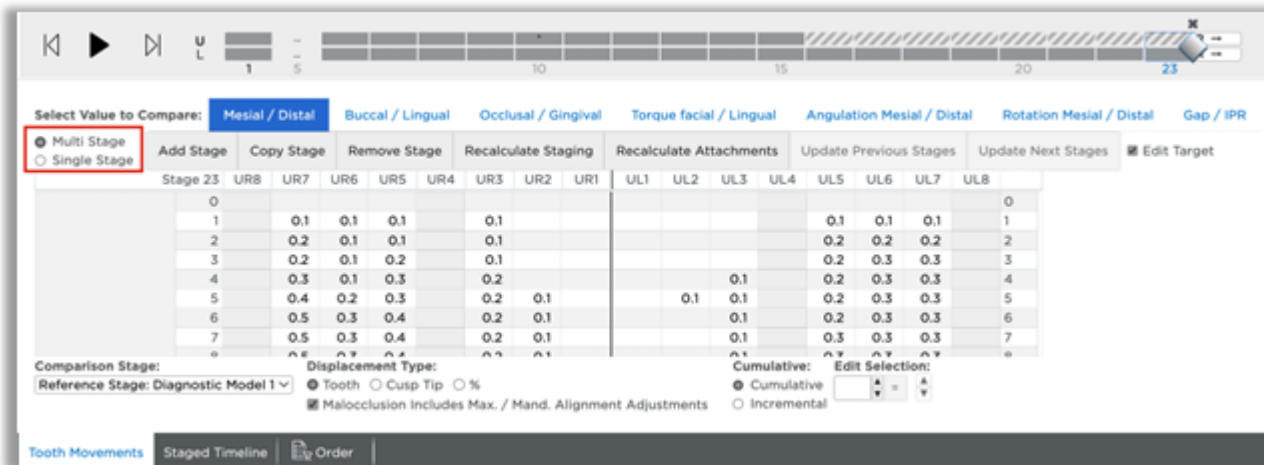 U
L
1 5 10 15 20 23
Select Value to Compare: Mesial / Distal Buccal / Lingual Occlusal / Gingival Torque facial / Lingual Angulation Mesial / Distal Rotation Mesial / Distal Gap / IPR
Multi Stage
Single Stage
Add Stage Copy Stage Remove Stage Recalculate Staging Recalculate Attachments Update Previous Stages Update Next Stages Edit Target
Stage 23 UR8 UR7 UR6 UR5 UR4 UR3 UR2 UR1 UL1 UL2 UL3 UL4 UL5 UL6 UL7 UL8
0 0
1 0.1 0.1 0.1 0.1 0.1 0.1 0.1 1
2 0.2 0.1 0.1 0.1 0.2 0.2 0.2 2
3 0.2 0.1 0.2 0.1 0.2 0.3 0.3 3
4 0.3 0.1 0.3 0.2 0.1 0.2 0.3 0.3 4
5 0.4 0.2 0.3 0.2 0.1 0.1 0.1 0.2 0.3 0.3 5
6 0.5 0.3 0.4 0.2 0.1 0.1 0.2 0.3 0.3 6
7 0.5 0.3 0.4 0.2 0.1 0.1 0.3 0.3 0.3 7
Comparison Stage: Displacement Type: Cumulative: Edit Selection:
Reference Stage: Diagnostic Model 1 Tooth Cusp Tip % Cumulative =
Malocclusion Includes Max. / Mand. Alignment Adjustments Incremental
Tooth Movements Staged Timeline Order